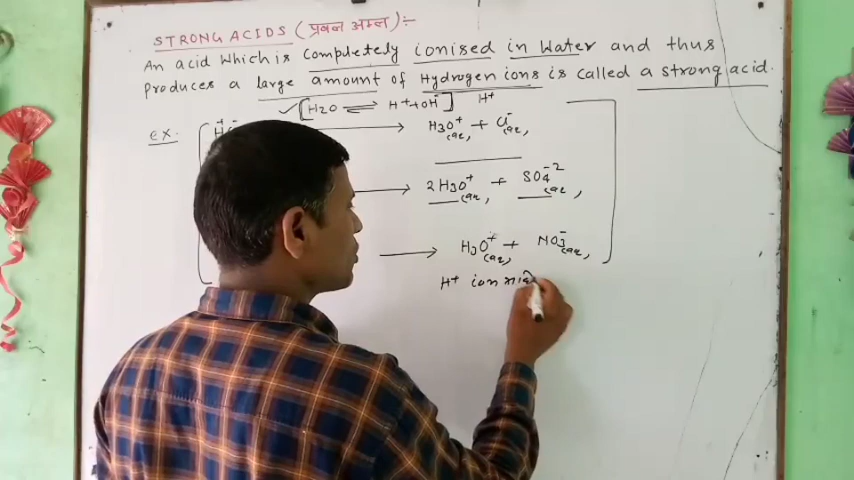 STRONG ACIDS (प्रबल अम्ल) :-
An acid which is completely ionised in water and thus
produces a large amount of Hydrogen ions is called a strong acid.
✓ [H2O ⇌ H⁺ + OH⁻] H⁺
ex. → H3O⁺(aq) + Cl⁻(aq),
→ 2H3O⁺(aq) + SO4⁻²(aq),
→ H3O⁺(aq) + NO3⁻(aq),
H⁺ ion